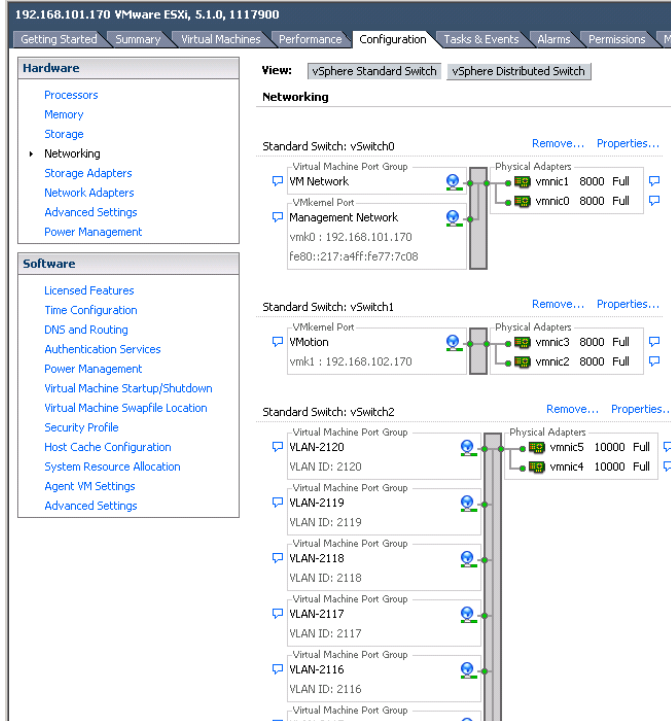 192.168.101.170 VMware ESXi, 5.1.0, 1117900
Getting Started Summary Virtual Machines Performance Configuration Tasks & Events Alarms Permissions
Hardware
Processors
Memory
Storage
Networking
Storage Adapters
Network Adapters
Advanced Settings
Power Management
Software
Licensed Features
Time Configuration
DNS and Routing
Authentication Services
Power Management
Virtual Machine Startup/Shutdown
Virtual Machine Swapfile Location
Security Profile
Host Cache Configuration
System Resource Allocation
Agent VM Settings
Advanced Settings
View: vSphere Standard Switch vSphere Distributed Switch
Networking
Standard Switch: vSwitch0 Remove... Properties...
Virtual Machine Port Group Physical Adapters
VM Network vmnic1 8000 Full
VMkernel Port vmnic0 8000 Full
Management Network
vmk0 : 192.168.101.170
fe80::217:a4ff:fe77:7c08
Standard Switch: vSwitch1 Remove... Properties...
VMkernel Port Physical Adapters
VMotion vmnic3 8000 Full
vmk1 : 192.168.102.170 vmnic2 8000 Full
Standard Switch: vSwitch2 Remove... Properties...
Virtual Machine Port Group Physical Adapters
VLAN-2120 vmnic5 10000 Full
VLAN ID: 2120 vmnic4 10000 Full
Virtual Machine Port Group
VLAN-2119
VLAN ID: 2119
Virtual Machine Port Group
VLAN-2118
VLAN ID: 2118
Virtual Machine Port Group
VLAN-2117
VLAN ID: 2117
Virtual Machine Port Group
VLAN-2116
VLAN ID: 2116
Virtual Machine Port Group